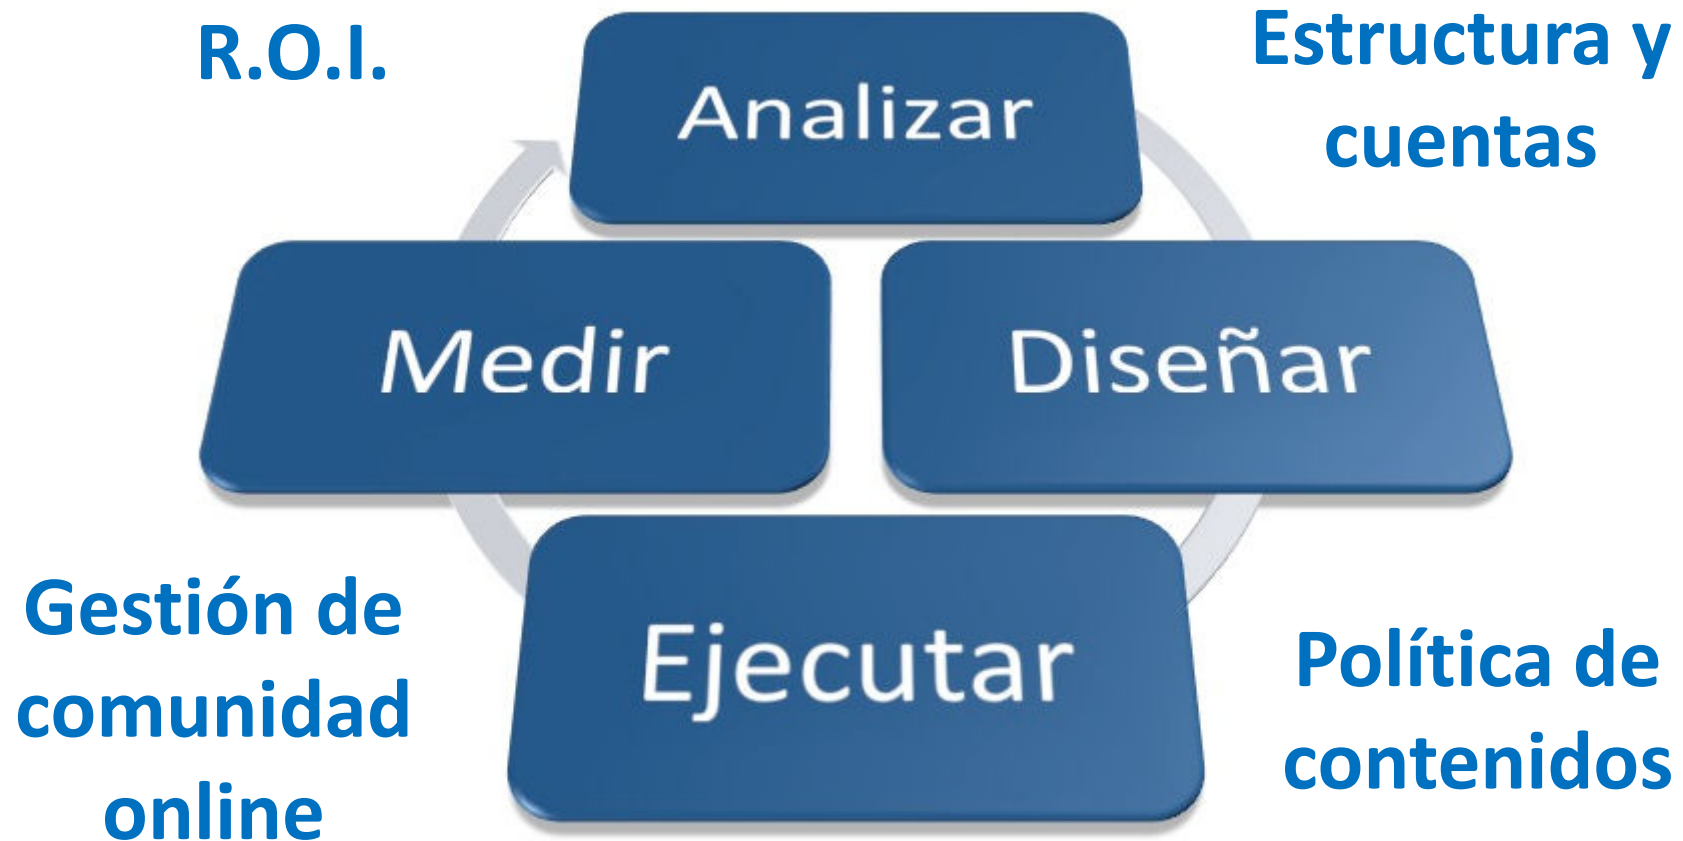 R.O.I.
Analizar
Estructura y
cuentas
Medir
Diseñar
Gestión de
comunidad
online
Ejecutar
Política de
contenidos